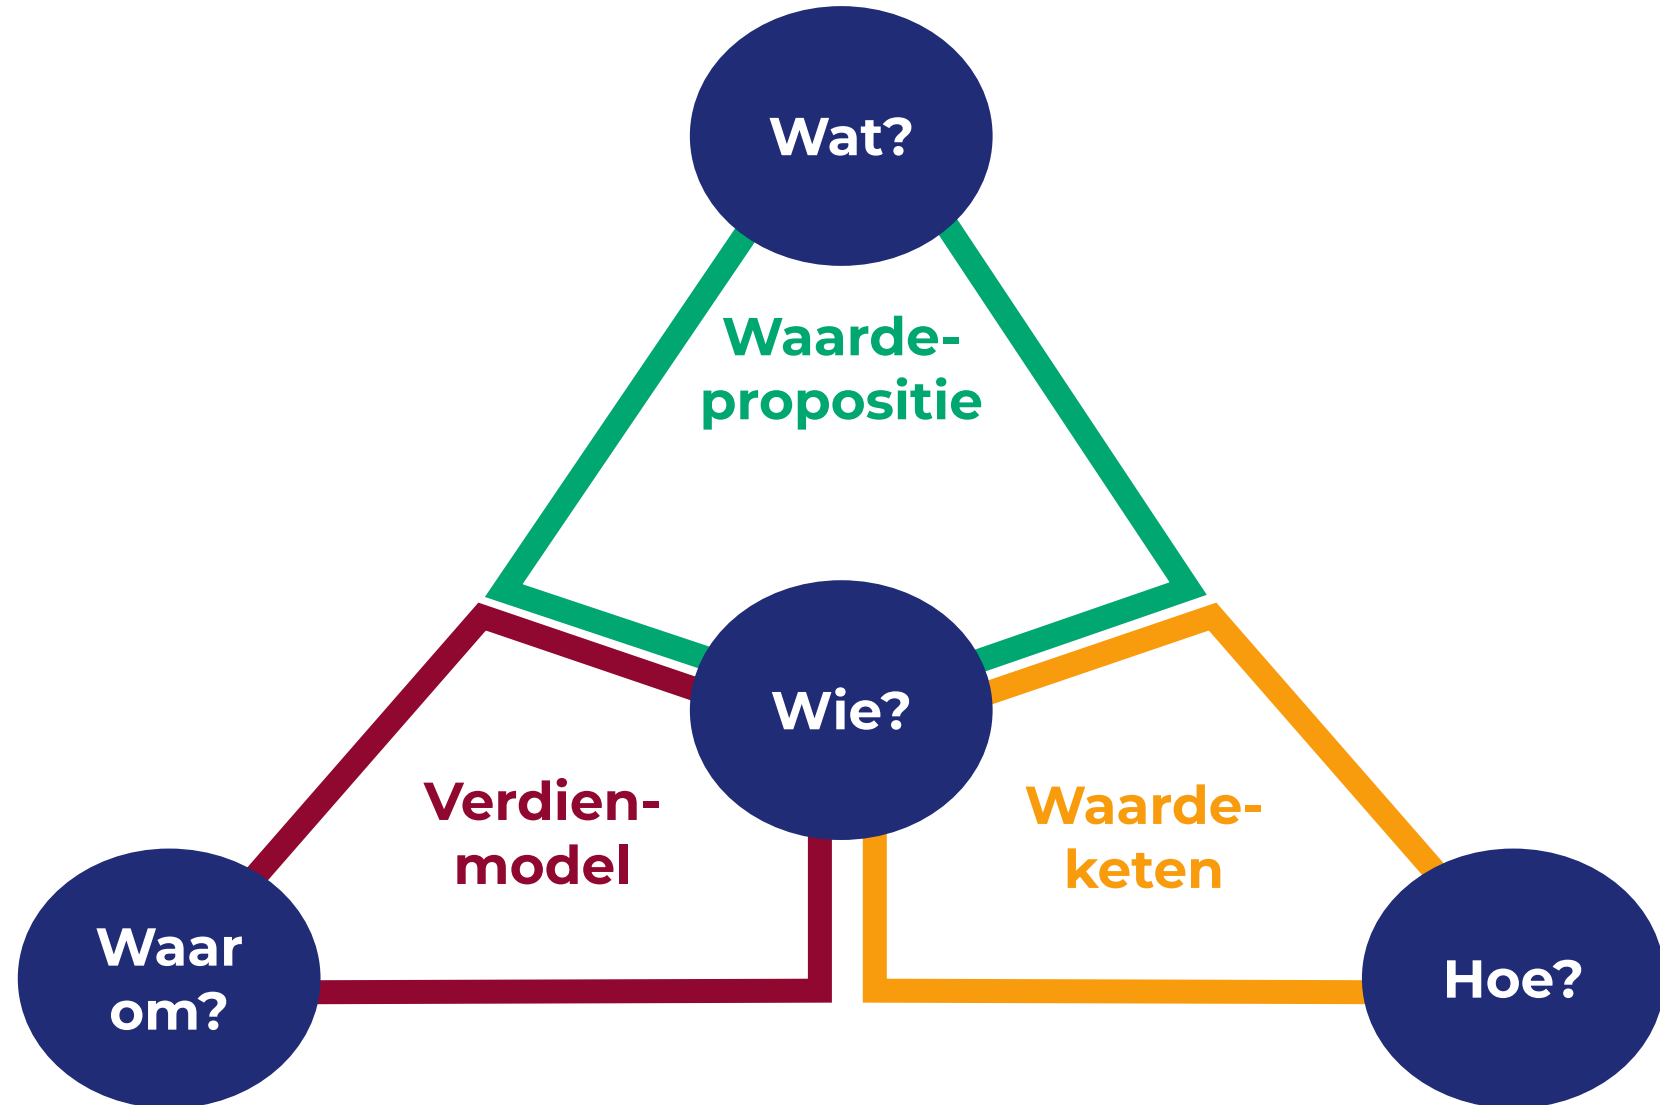 Wat?
Waarde-
propositie
Wie?
Verdien-
model
Waarde-
keten
Waar
om?
Hoe?